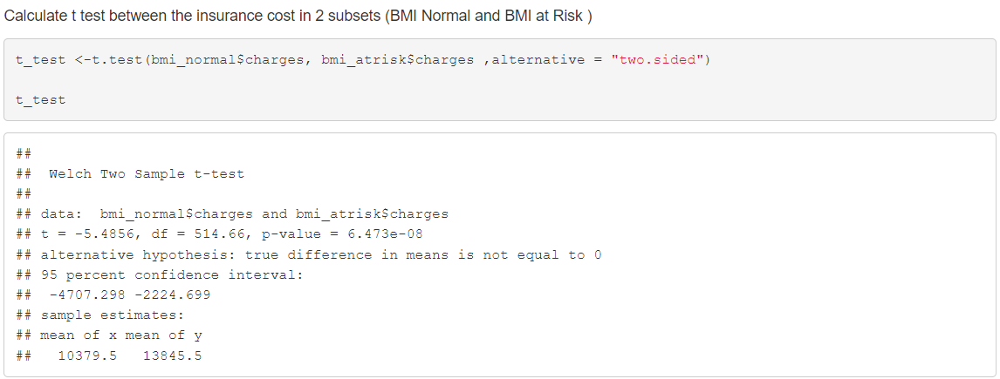 Calculate t test between the insurance cost in 2 subsets (BMI Normal and BMI at Risk )
t_test <-t.test(bmi_normal$charges, bmi_atrisk$charges ,alternative = "two.sided")
t_test
##
##  Welch Two Sample t-test
##
## data:  bmi_normal$charges and bmi_atrisk$charges
## t = -5.4856, df = 514.66, p-value = 6.473e-08
## alternative hypothesis: true difference in means is not equal to 0
## 95 percent confidence interval:
##  -4707.298 -2224.699
## sample estimates:
## mean of x mean of y
##   10379.5   13845.5